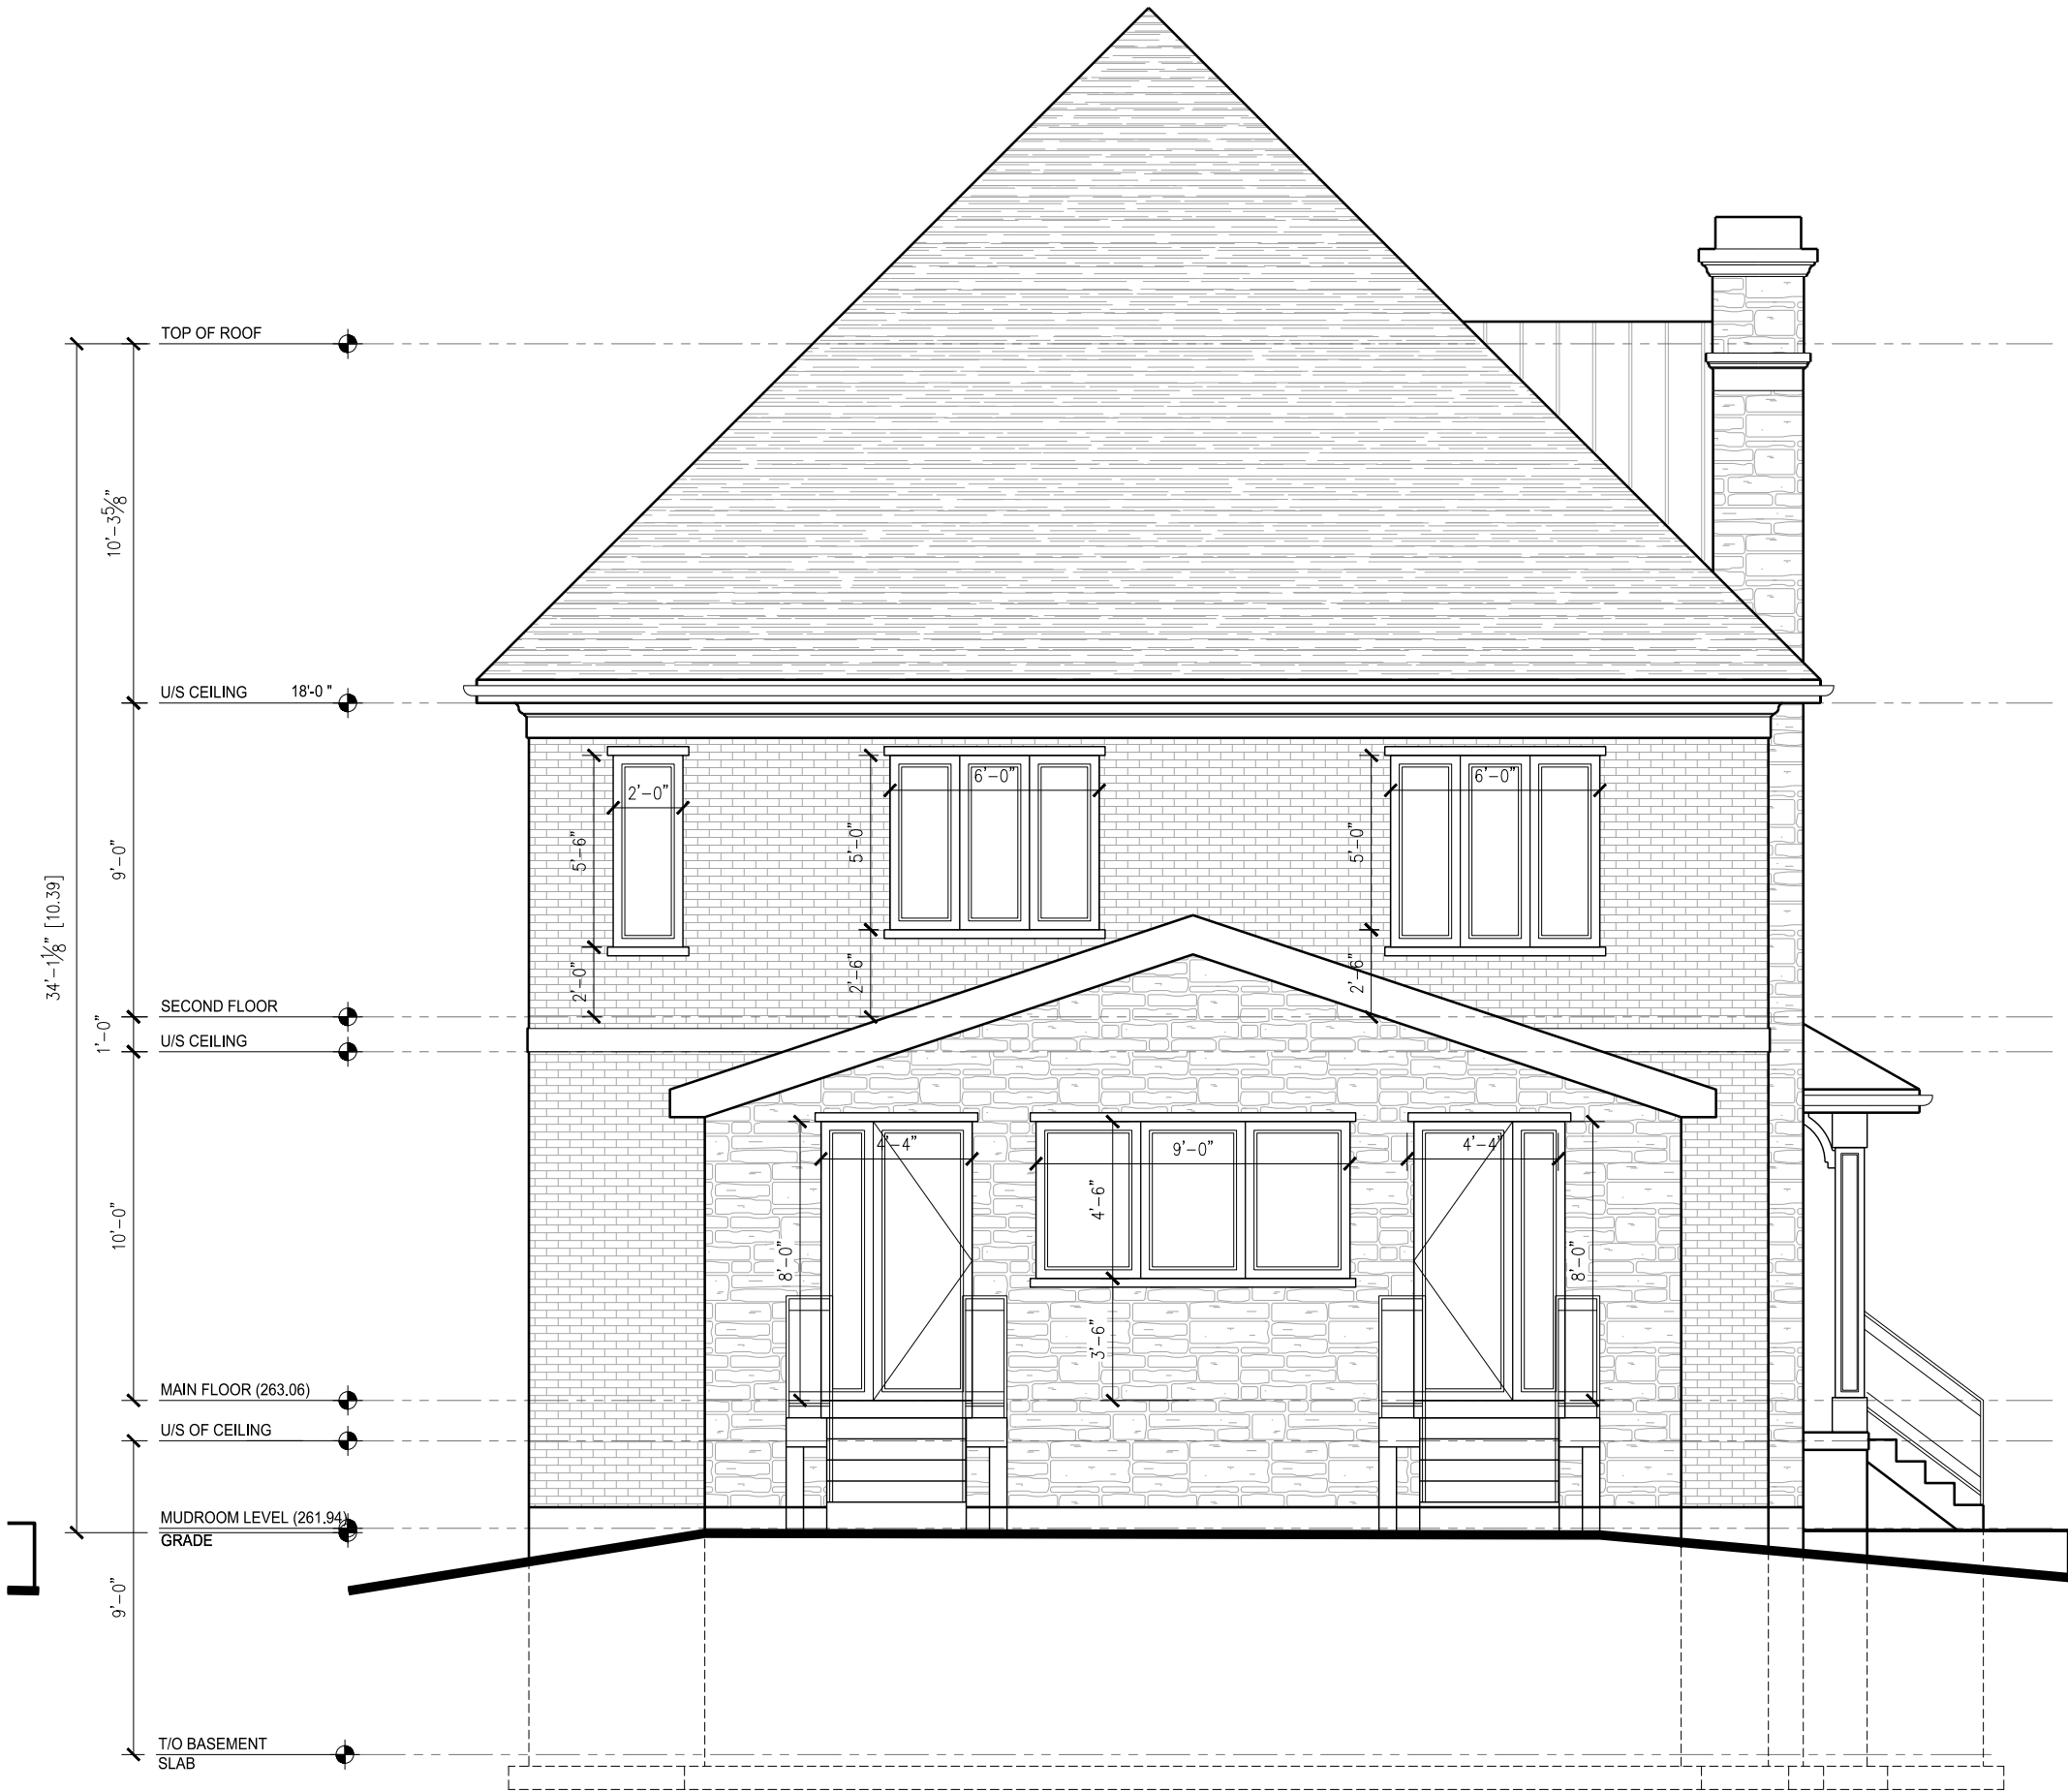 TOP OF ROOF
10'-3⅝"
U/S CEILING 18'-0 "
2'-0"
6'-0"
6'-0"
5'-6"
5'-0"
5'-0"
9'-0"
34'-1⅛" [10.39]
2'-0"
2'-6"
2'-6"
SECOND FLOOR
1'-0"
U/S CEILING
4'-4"
9'-0"
4'-4"
4'-6"
10'-0"
8'-0"
8'-0"
3'-6"
MAIN FLOOR (263.06)
U/S OF CEILING
MUDROOM LEVEL (261.94)
GRADE
9'-0"
T/O BASEMENT
SLAB